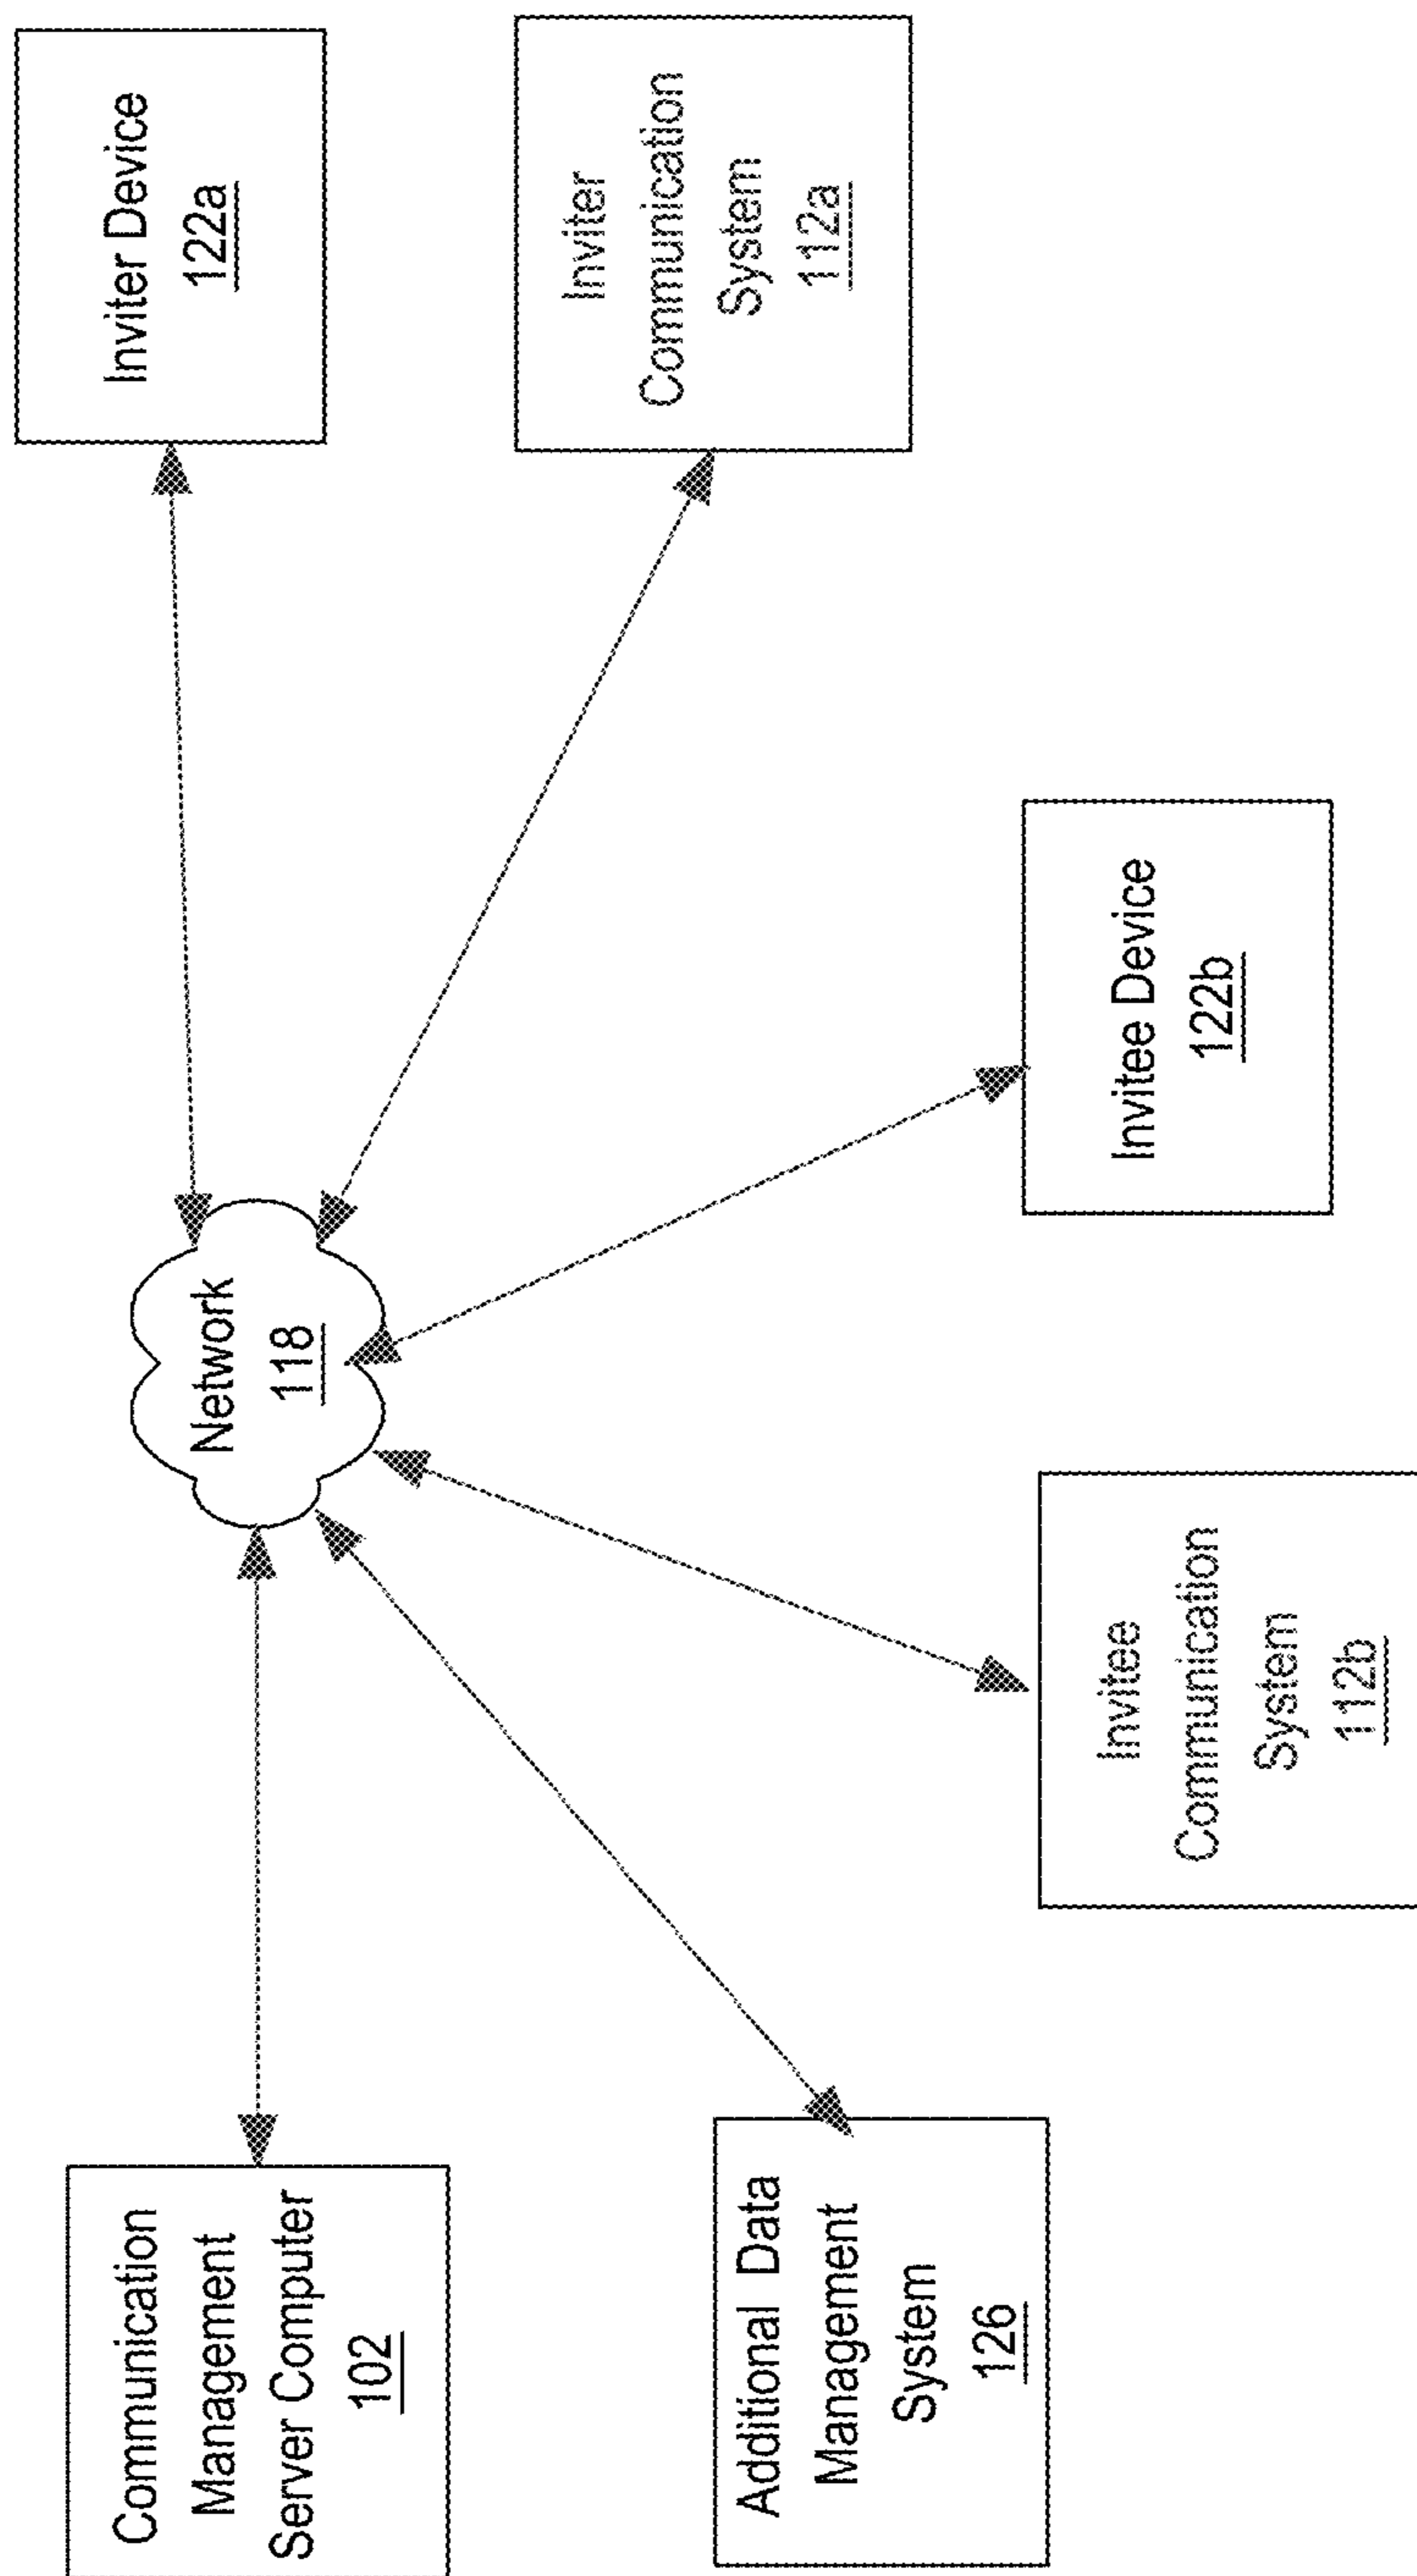 Communication
Management
Server Computer
102
Network
118
Inviter Device
122a
Inviter
Communication
System
112a
Additional Data
Management
System
126
Invitee
Communication
System
112b
Invitee Device
122b